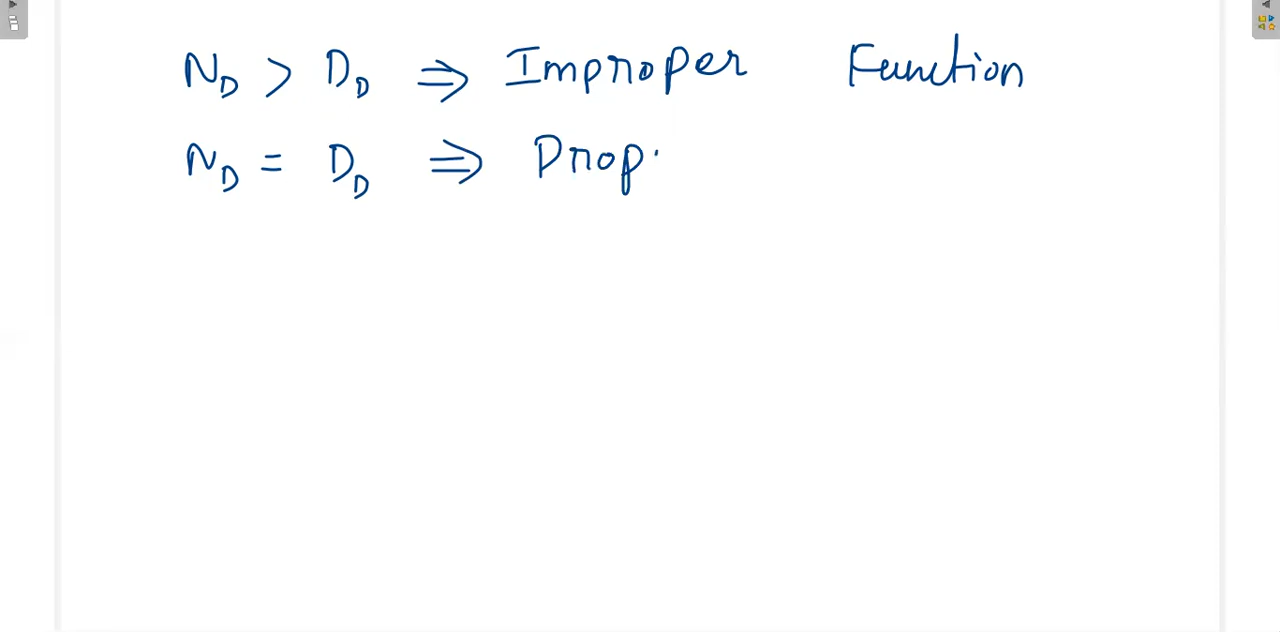 N_D > D_D ⇒ Improper Function
N_D = D_D ⇒ Prop